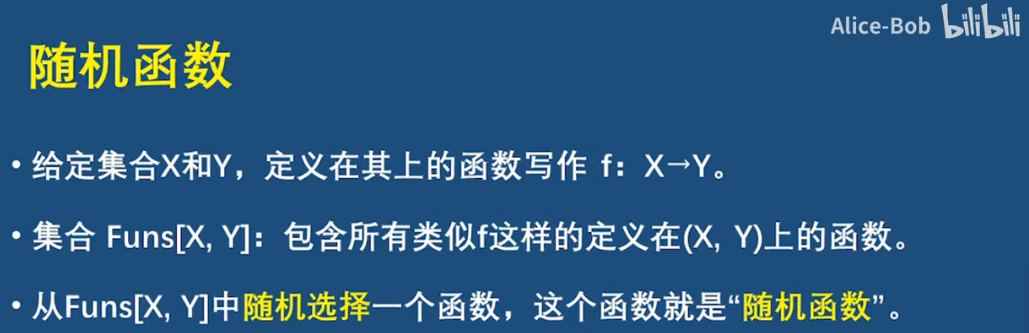 Alice-Bob bilibili
随机函数
• 给定集合X和Y，定义在其上的函数写作 f：X→Y。
• 集合 Funs[X, Y]：包含所有类似f这样的定义在(X, Y)上的函数。
• 从Funs[X, Y]中随机选择一个函数，这个函数就是“随机函数”。